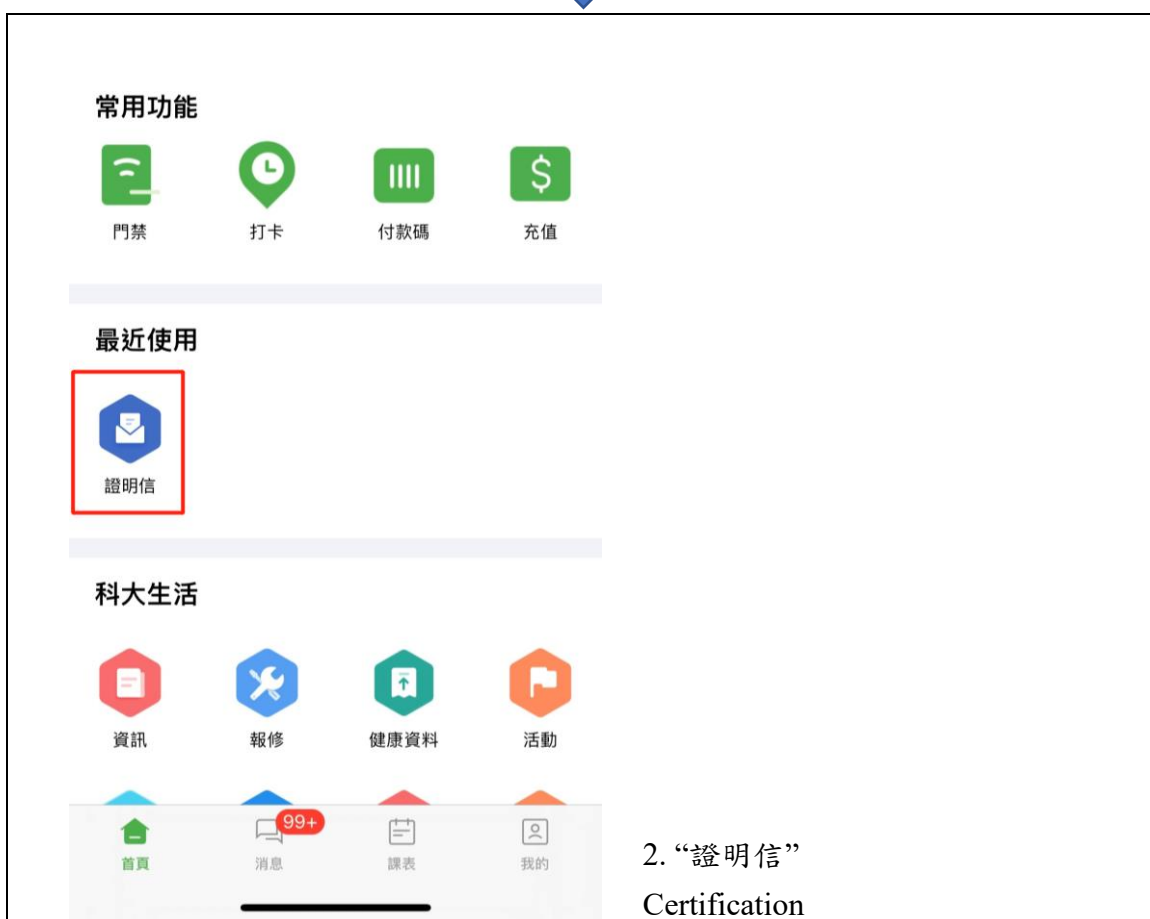 常用功能
門禁 打卡 付款碼 充值
最近使用
證明信
科大生活
資訊 報修 健康資料 活動
99+
首頁 消息 課表 我的
2. “證明信”
Certification